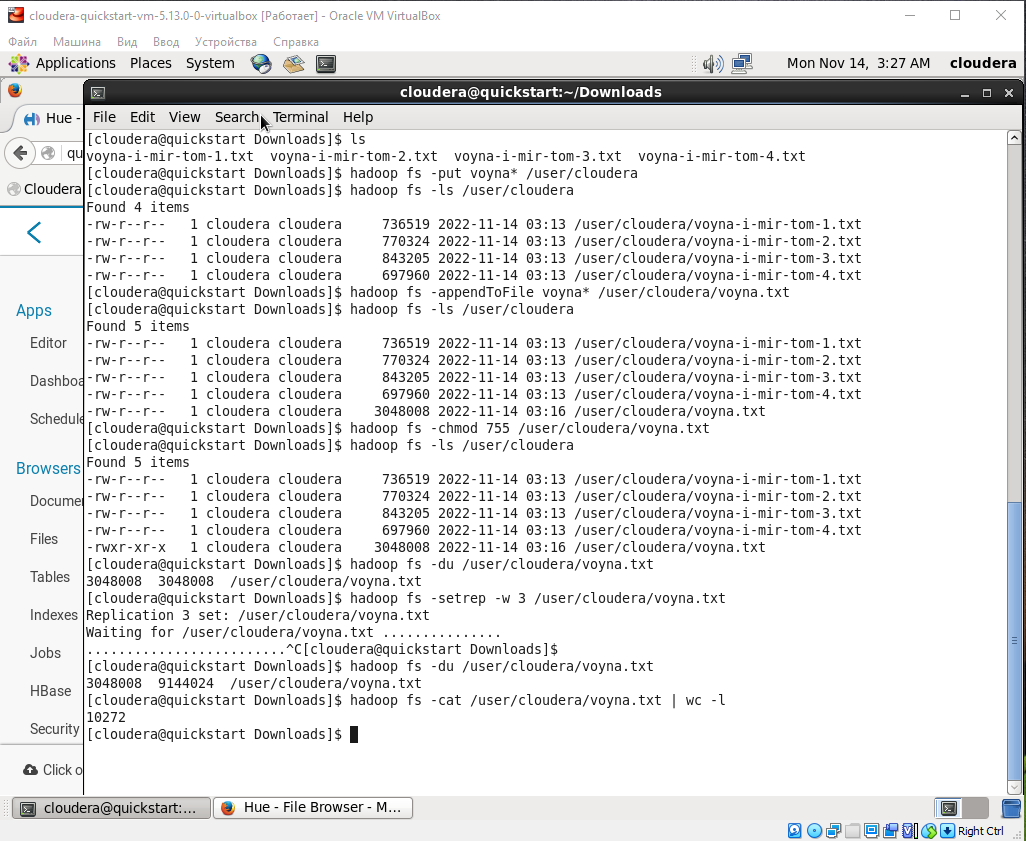 cloudera-quickstart-vm-5.13.0-0-virtualbox [Работает] - Oracle VM VirtualBox
Файл Машина Вид Ввод Устройства Справка
Applications Places System Mon Nov 14, 3:27 AM cloudera
cloudera@quickstart:~/Downloads
Hue -
File Edit View Search Terminal Help
qu
Cloudera
Apps
Editor
Dashboa
Schedule
Browsers
Docume
Files
Tables
Indexes
Jobs
HBase
Security
Click o
[cloudera@quickstart Downloads]$ ls
voyna-i-mir-tom-1.txt  voyna-i-mir-tom-2.txt  voyna-i-mir-tom-3.txt  voyna-i-mir-tom-4.txt
[cloudera@quickstart Downloads]$ hadoop fs -put voyna* /user/cloudera
[cloudera@quickstart Downloads]$ hadoop fs -ls /user/cloudera
Found 4 items
-rw-r--r--   1 cloudera cloudera     736519 2022-11-14 03:13 /user/cloudera/voyna-i-mir-tom-1.txt
-rw-r--r--   1 cloudera cloudera     770324 2022-11-14 03:13 /user/cloudera/voyna-i-mir-tom-2.txt
-rw-r--r--   1 cloudera cloudera     843205 2022-11-14 03:13 /user/cloudera/voyna-i-mir-tom-3.txt
-rw-r--r--   1 cloudera cloudera     697960 2022-11-14 03:13 /user/cloudera/voyna-i-mir-tom-4.txt
[cloudera@quickstart Downloads]$ hadoop fs -appendToFile voyna* /user/cloudera/voyna.txt
[cloudera@quickstart Downloads]$ hadoop fs -ls /user/cloudera
Found 5 items
-rw-r--r--   1 cloudera cloudera     736519 2022-11-14 03:13 /user/cloudera/voyna-i-mir-tom-1.txt
-rw-r--r--   1 cloudera cloudera     770324 2022-11-14 03:13 /user/cloudera/voyna-i-mir-tom-2.txt
-rw-r--r--   1 cloudera cloudera     843205 2022-11-14 03:13 /user/cloudera/voyna-i-mir-tom-3.txt
-rw-r--r--   1 cloudera cloudera     697960 2022-11-14 03:13 /user/cloudera/voyna-i-mir-tom-4.txt
-rw-r--r--   1 cloudera cloudera    3048008 2022-11-14 03:16 /user/cloudera/voyna.txt
[cloudera@quickstart Downloads]$ hadoop fs -chmod 755 /user/cloudera/voyna.txt
[cloudera@quickstart Downloads]$ hadoop fs -ls /user/cloudera
Found 5 items
-rw-r--r--   1 cloudera cloudera     736519 2022-11-14 03:13 /user/cloudera/voyna-i-mir-tom-1.txt
-rw-r--r--   1 cloudera cloudera     770324 2022-11-14 03:13 /user/cloudera/voyna-i-mir-tom-2.txt
-rw-r--r--   1 cloudera cloudera     843205 2022-11-14 03:13 /user/cloudera/voyna-i-mir-tom-3.txt
-rw-r--r--   1 cloudera cloudera     697960 2022-11-14 03:13 /user/cloudera/voyna-i-mir-tom-4.txt
-rwxr-xr-x   1 cloudera cloudera    3048008 2022-11-14 03:16 /user/cloudera/voyna.txt
[cloudera@quickstart Downloads]$ hadoop fs -du /user/cloudera/voyna.txt
3048008  3048008  /user/cloudera/voyna.txt
[cloudera@quickstart Downloads]$ hadoop fs -setrep -w 3 /user/cloudera/voyna.txt
Replication 3 set: /user/cloudera/voyna.txt
Waiting for /user/cloudera/voyna.txt ...............
.........................^C[cloudera@quickstart Downloads]$
[cloudera@quickstart Downloads]$ hadoop fs -du /user/cloudera/voyna.txt
3048008  9144024  /user/cloudera/voyna.txt
[cloudera@quickstart Downloads]$ hadoop fs -cat /user/cloudera/voyna.txt | wc -l
10272
[cloudera@quickstart Downloads]$
cloudera@quickstart:... Hue - File Browser - M...
Right Ctrl